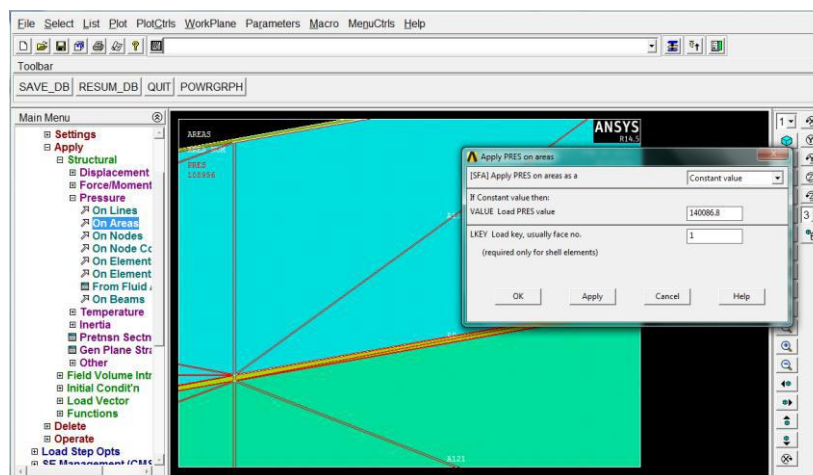 File Select List Plot PlotCtrls WorkPlane Parameters Macro MenuCtrls Help
Toolbar
SAVE_DB RESUM_DB QUIT POWRGRPH
Main Menu
Settings
Apply
Structural
Displacement
Force/Moment
Pressure
On Lines
On Areas
On Nodes
On Node Co
On Element
On Element
From Fluid
On Beams
Temperature
Inertia
Pretnsn Sectn
Gen Plane Stra
Other
Field Volume Intr
Initial Condit'n
Load Vector
Functions
Delete
Operate
Load Step Opts
SE Management (CMS
AREAS
PRES
ANSYS
R14.5
A121
Apply PRES on areas
[SFA] Apply PRES on areas as a Constant value
If Constant value then:
VALUE Load PRES value 140086.8
LKEY Load key, usually face no. 1
(required only for shell elements)
OK Apply Cancel Help
1
3